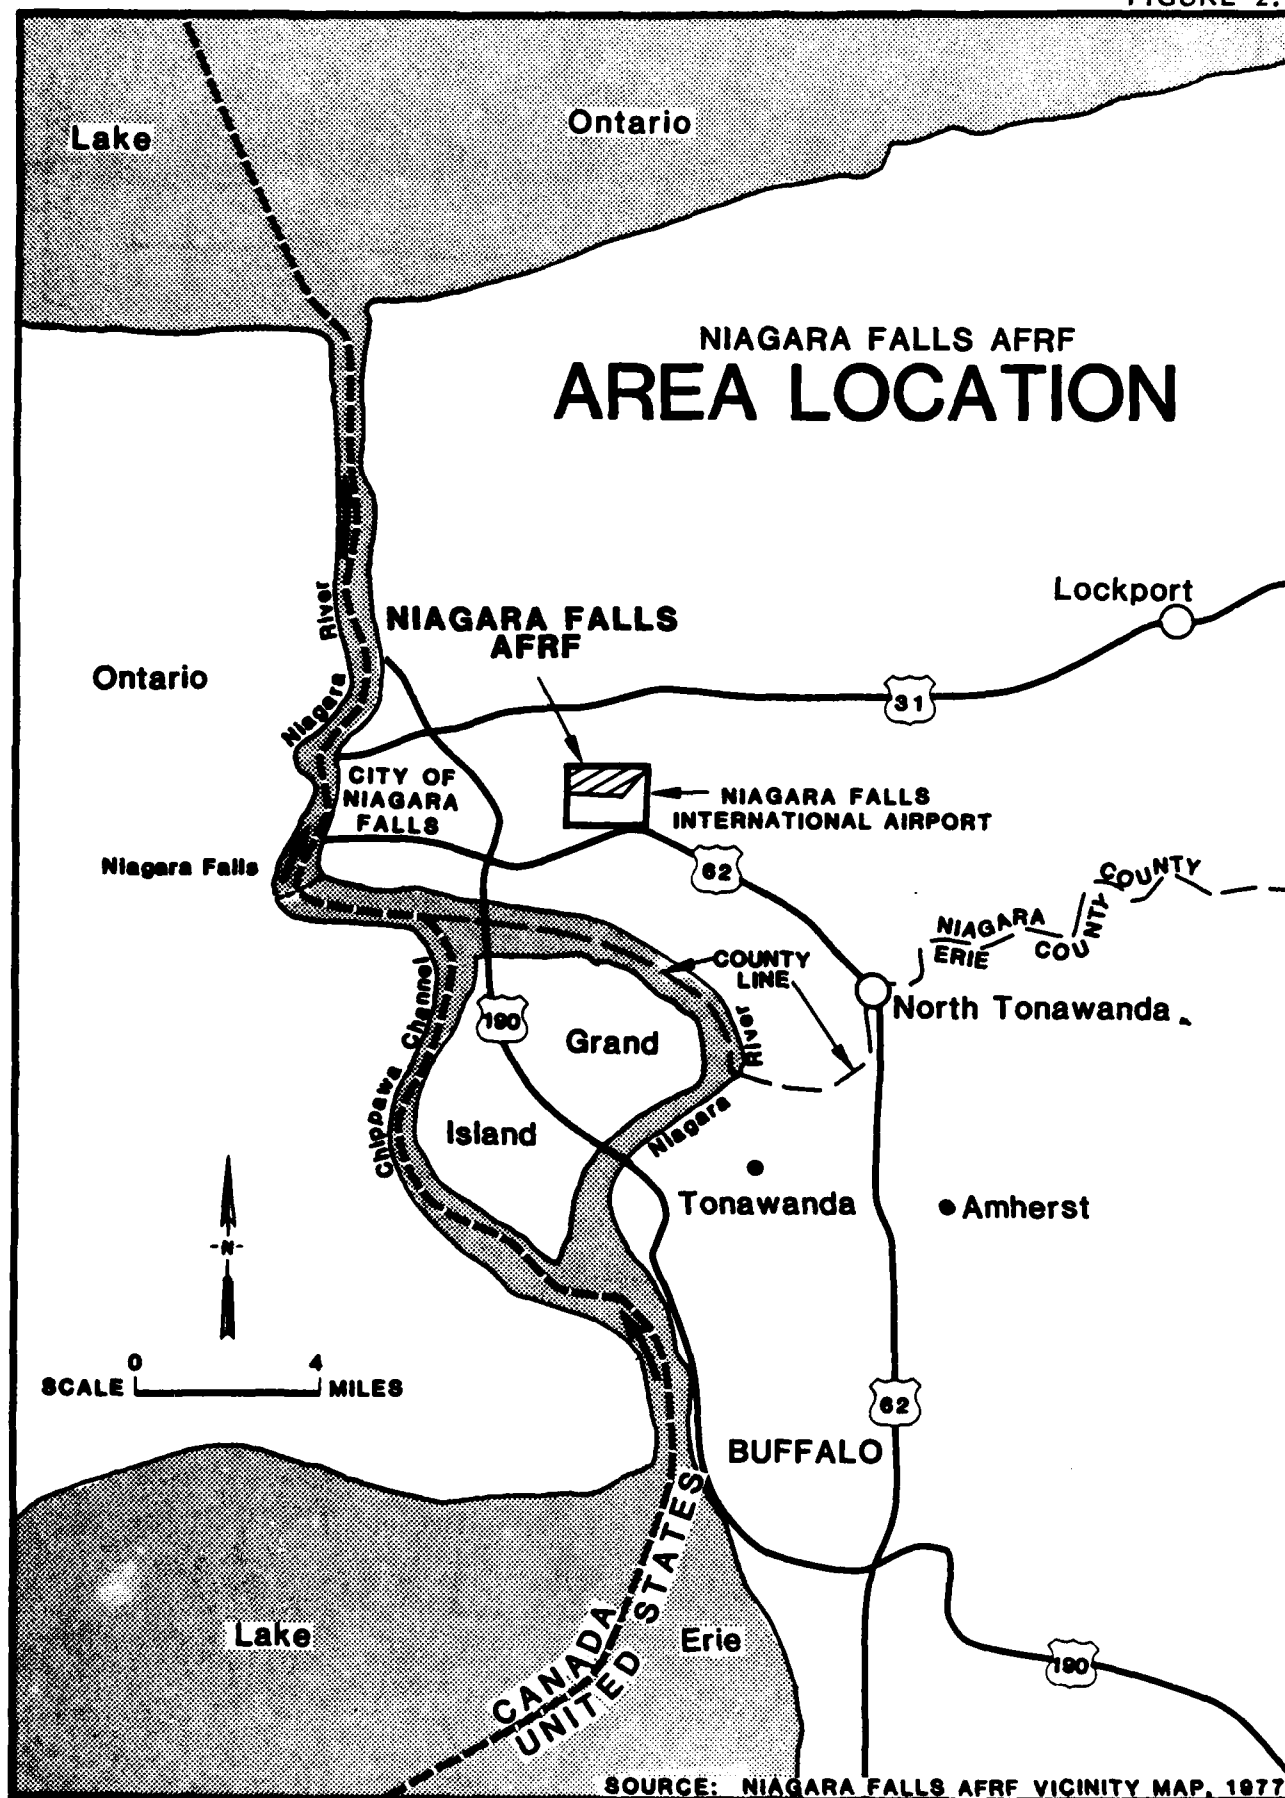 FIGURE 2.
Lake
Ontario
NIAGARA FALLS AFRF
AREA LOCATION
Lockport
River
NIAGARA FALLS
AFRF
Ontario
31
Niagara
CITY OF
NIAGARA
FALLS
NIAGARA FALLS
INTERNATIONAL AIRPORT
Niagara Falls
62
NIAGARA COUNTY
ERIE COUNTY
COUNTY
LINE
Chippawa Channel
190
North Tonawanda
Grand
River
Niagara
Island
Tonawanda
Amherst
-N-
0 4
SCALE MILES
62
BUFFALO
Lake
Erie
CANADA
UNITED STATES
190
SOURCE: NIAGARA FALLS AFRF VICINITY MAP, 1977